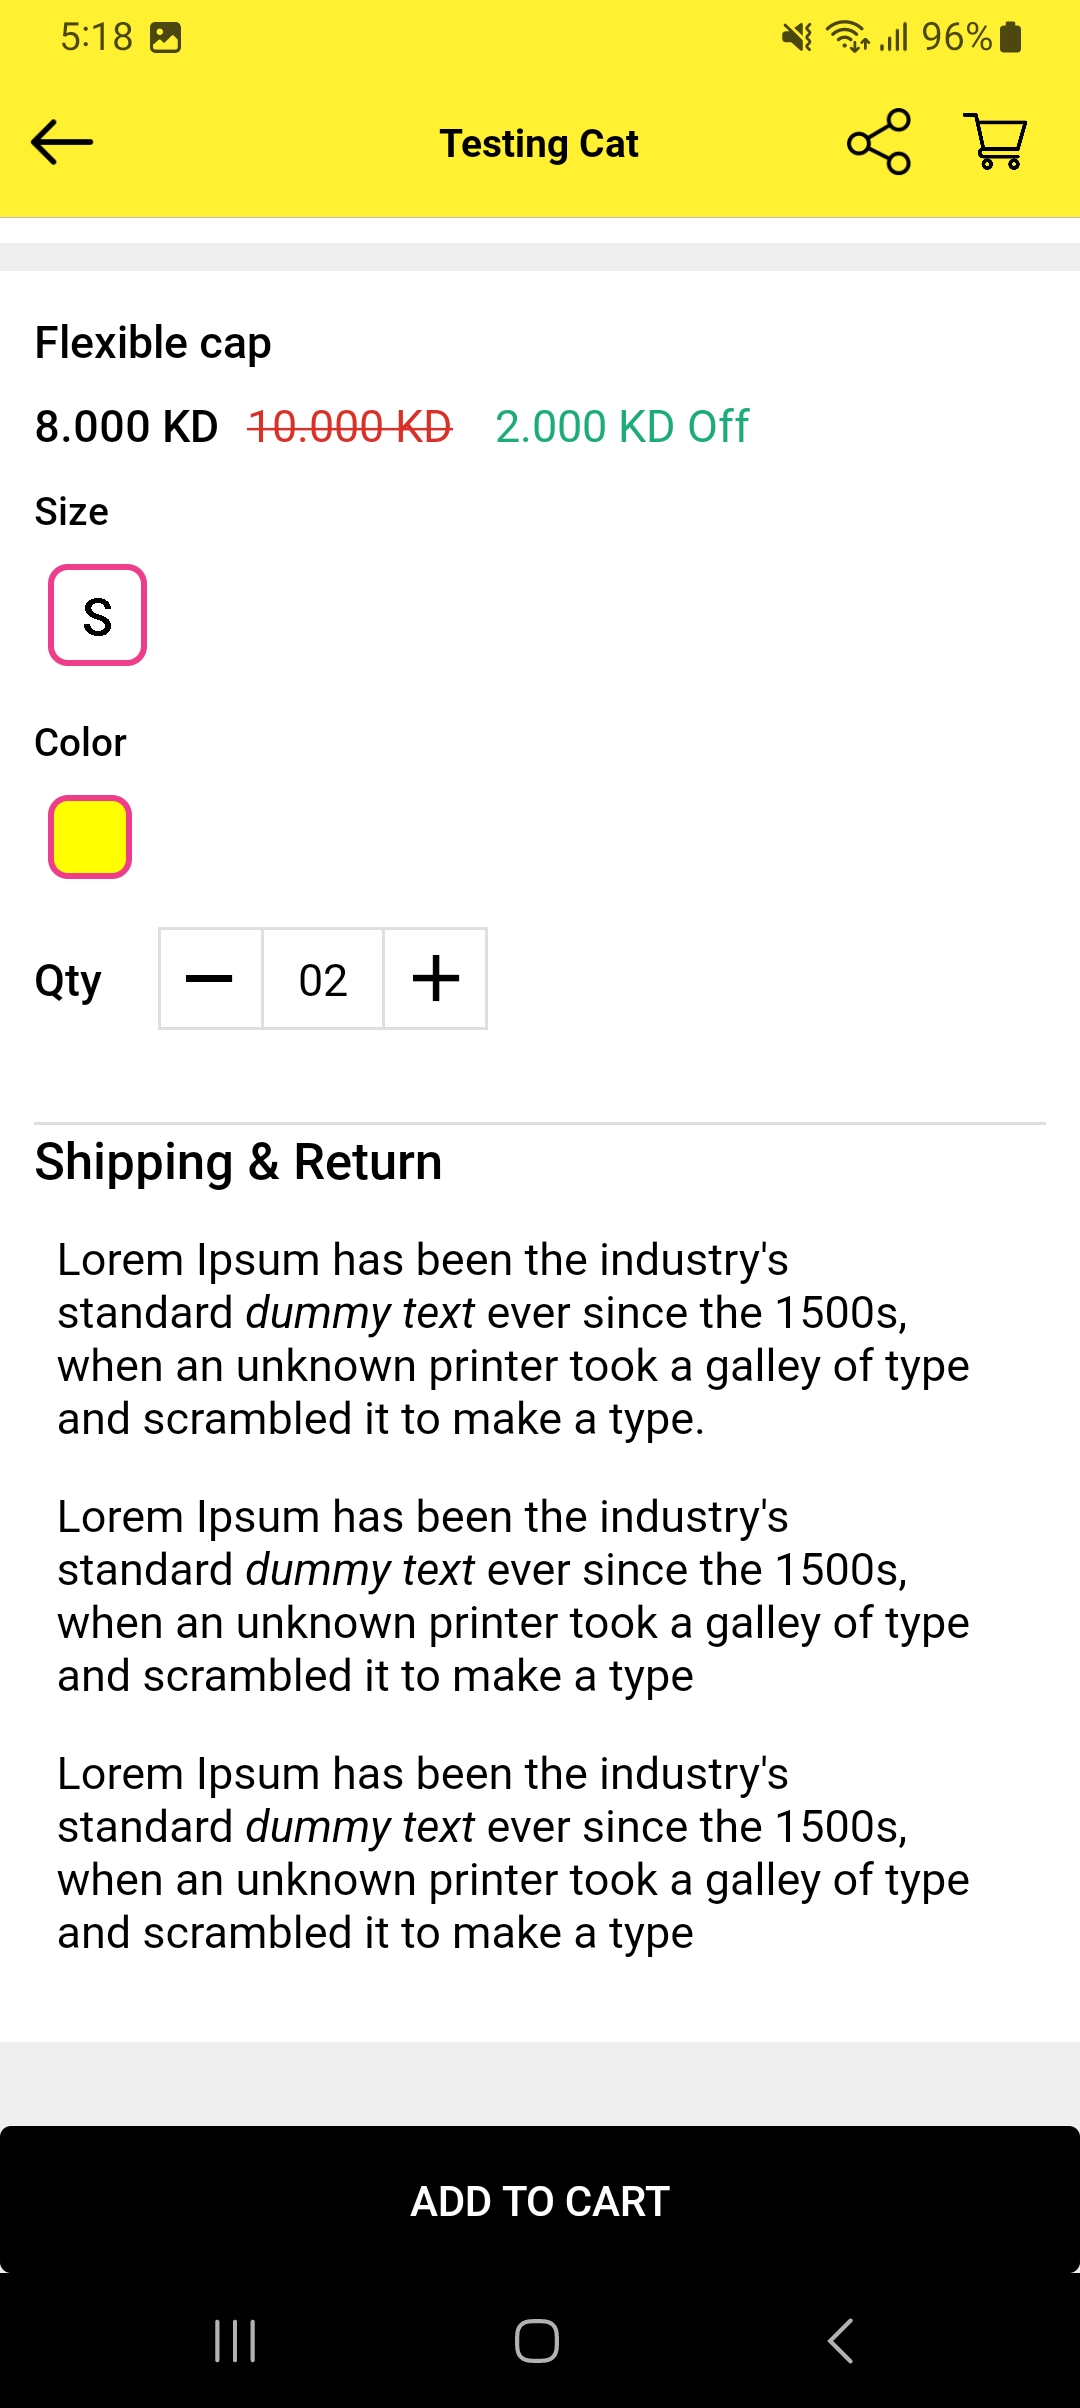 5:18 96%
Testing Cat
Flexible cap
8.000 KD 10.000 KD 2.000 KD Off
Size
S
Color
Qty 02
Shipping & Return
Lorem Ipsum has been the industry's
standard dummy text ever since the 1500s,
when an unknown printer took a galley of type
and scrambled it to make a type.
Lorem Ipsum has been the industry's
standard dummy text ever since the 1500s,
when an unknown printer took a galley of type
and scrambled it to make a type
Lorem Ipsum has been the industry's
standard dummy text ever since the 1500s,
when an unknown printer took a galley of type
and scrambled it to make a type
ADD TO CART